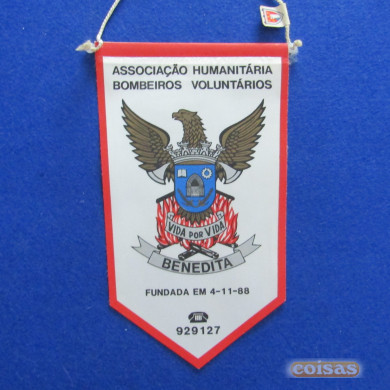 ASSOCIAÇÃO HUMANITÁRIA
BOMBEIROS VOLUNTÁRIOS
VIDA POR VIDA
BENEDITA
FUNDADA EM 4-11-88
929127
coisas